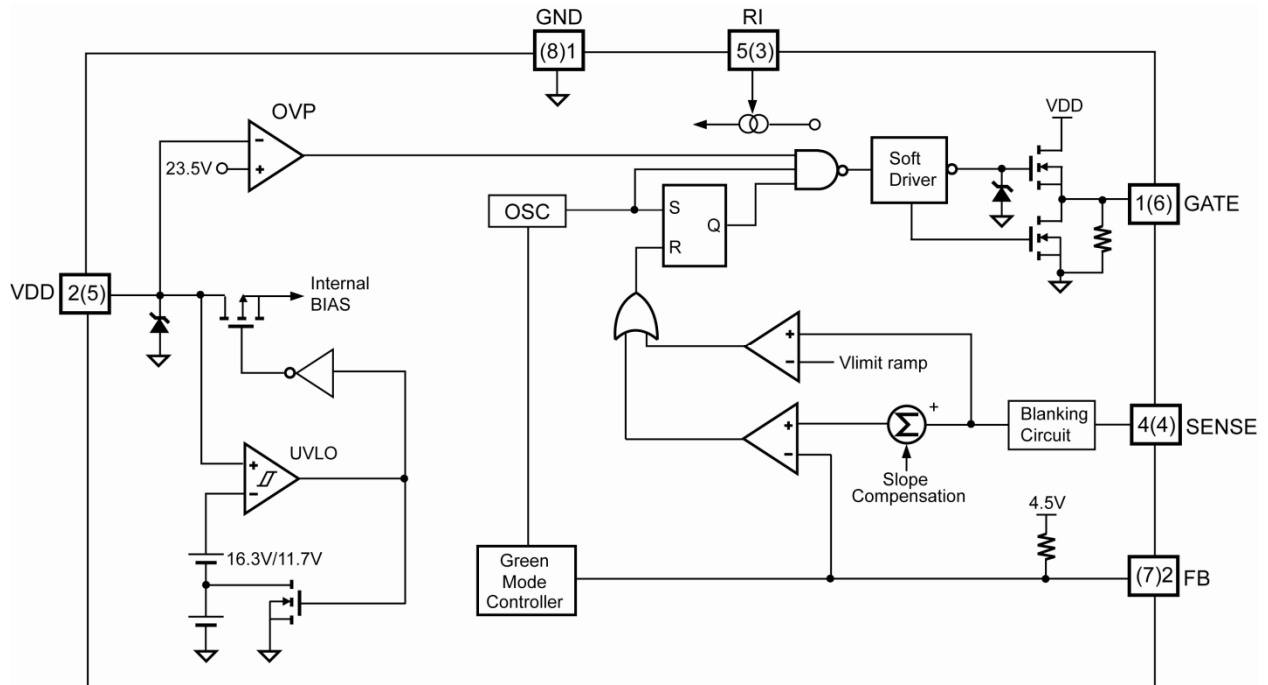 GND
(8)1
RI
5(3)
OVP
-
+
23.5V
VDD
Soft
Driver
1(6)
GATE
OSC
S
Q
R
VDD
2(5)
Internal
BIAS
+
-
Vlimit ramp
+
-
Σ
+
Blanking
Circuit
4(4)
SENSE
UVLO
+
-
Slope
Compensation
4.5V
16.3V/11.7V
Green
Mode
Controller
(7)2
FB